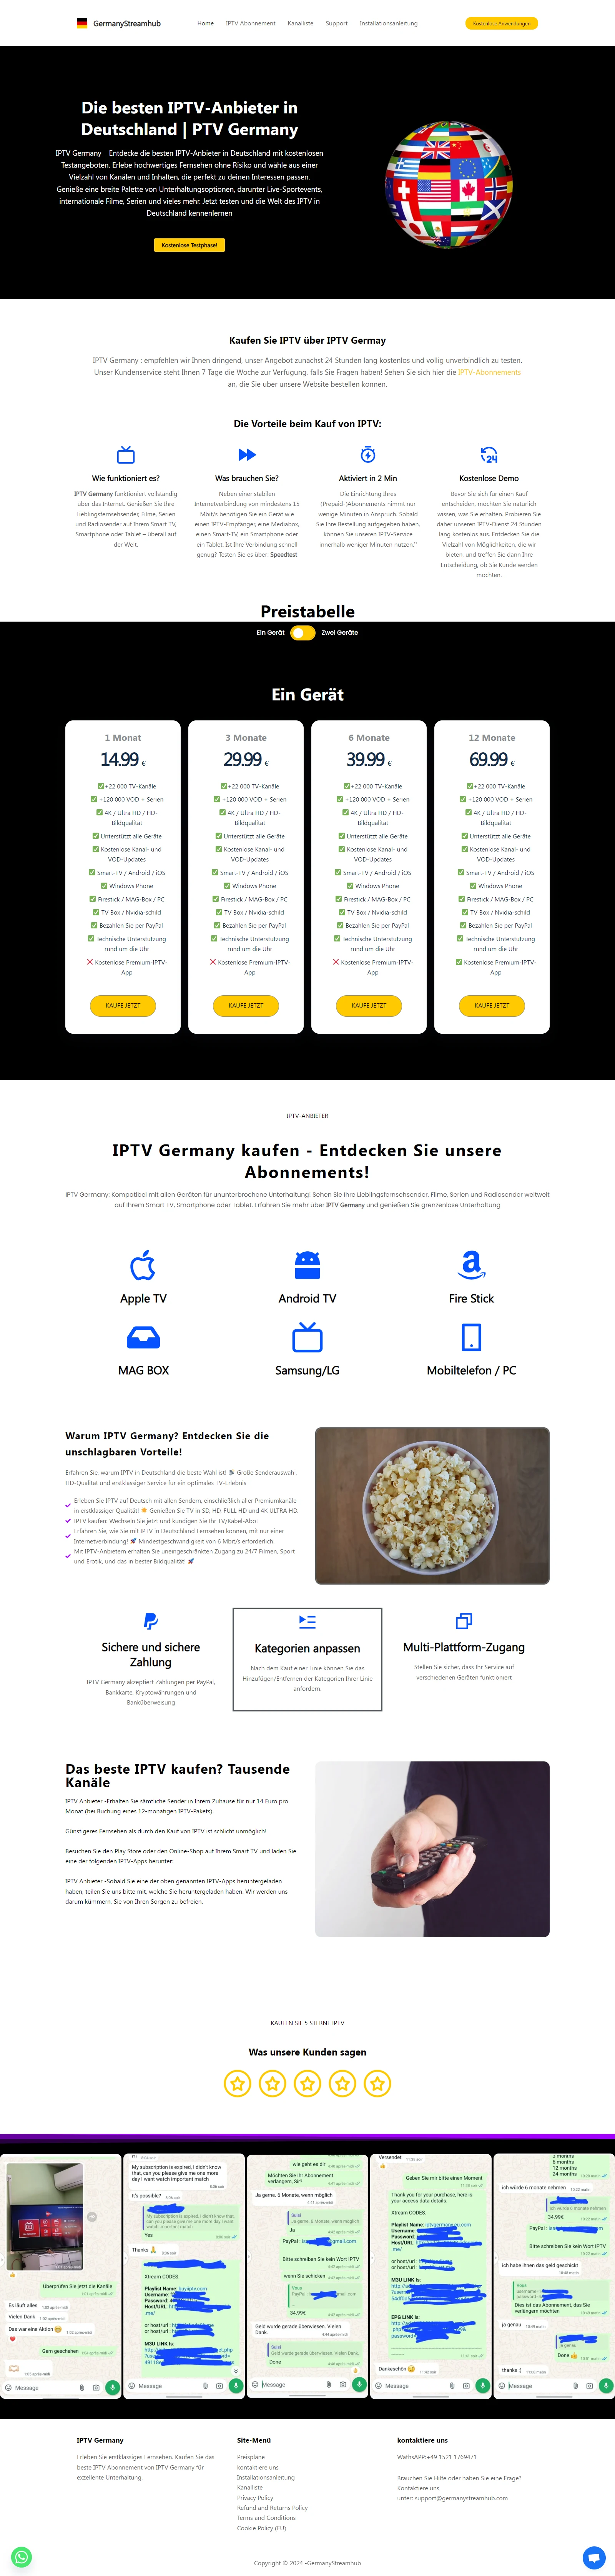 GermanyStreamhub
Home
IPTV Abonnement
Kanalliste
Support
Installationsanleitung
Kostenlose Anwendungen
Die besten IPTV-Anbieter in
Deutschland | PTV Germany
IPTV Germany – Entdecke die besten IPTV-Anbieter in Deutschland mit kostenlosen
Testangeboten. Erlebe hochwertiges Fernsehen ohne Risiko und wähle aus einer
Vielzahl von Kanälen und Inhalten, die perfekt zu deinen Interessen passen.
Genieße eine breite Palette von Unterhaltungsoptionen, darunter Live-Sportevents,
internationale Filme, Serien und vieles mehr. Jetzt testen und die Welt des IPTV in
Deutschland kennenlernen
Kostenlose Testphase!
Kaufen Sie IPTV über IPTV Germay
IPTV Germany : empfehlen wir Ihnen dringend, unser Angebot zunächst 24 Stunden lang kostenlos und völlig unverbindlich zu testen.
Unser Kundenservice steht Ihnen 7 Tage die Woche zur Verfügung, falls Sie Fragen haben! Sehen Sie sich hier die IPTV-Abonnements
an, die Sie über unsere Website bestellen können.
Die Vorteile beim Kauf von IPTV:
Wie funktioniert es?
IPTV Germany funktioniert vollständig
über das Internet. Genießen Sie Ihre
Lieblingsfernsehsender, Filme, Serien
und Radiosender auf Ihrem Smart TV,
Smartphone oder Tablet – überall auf
der Welt.
Was brauchen Sie?
Neben einer stabilen
Internetverbindung von mindestens 15
Mbit/s benötigen Sie ein Gerät wie
einen IPTV-Empfänger, eine Mediabox,
einen Smart-TV, ein Smartphone oder
ein Tablet. Ist Ihre Verbindung schnell
genug? Testen Sie es über: Speedtest
Aktiviert in 2 Min
Die Einrichtung Ihres
(Prepaid-)Abonnements nimmt nur
wenige Minuten in Anspruch. Sobald
Sie Ihre Bestellung aufgegeben haben,
können Sie unseren IPTV-Service
innerhalb weniger Minuten nutzen."
Kostenlose Demo
Bevor Sie sich für einen Kauf
entscheiden, möchten Sie natürlich
wissen, was Sie erhalten. Probieren Sie
daher unseren IPTV-Dienst 24 Stunden
lang kostenlos aus. Entdecken Sie die
Vielzahl von Möglichkeiten, die wir
bieten, und treffen Sie dann Ihre
Entscheidung, ob Sie Kunde werden
möchten.
Preistabelle
Ein Gerät
Zwei Geräte
Ein Gerät
1 Monat
14.99 €
+22 000 TV-Kanäle
+120 000 VOD + Serien
4K / Ultra HD / HD-
Bildqualität
Unterstützt alle Geräte
Kostenlose Kanal- und
VOD-Updates
Smart-TV / Android / iOS
Windows Phone
Firestick / MAG-Box / PC
TV Box / Nvidia-schild
Bezahlen Sie per PayPal
Technische Unterstützung
rund um die Uhr
Kostenlose Premium-IPTV-
App
KAUFE JETZT
3 Monate
29.99 €
+22 000 TV-Kanäle
+120 000 VOD + Serien
4K / Ultra HD / HD-
Bildqualität
Unterstützt alle Geräte
Kostenlose Kanal- und
VOD-Updates
Smart-TV / Android / iOS
Windows Phone
Firestick / MAG-Box / PC
TV Box / Nvidia-schild
Bezahlen Sie per PayPal
Technische Unterstützung
rund um die Uhr
Kostenlose Premium-IPTV-
App
KAUFE JETZT
6 Monate
39.99 €
+22 000 TV-Kanäle
+120 000 VOD + Serien
4K / Ultra HD / HD-
Bildqualität
Unterstützt alle Geräte
Kostenlose Kanal- und
VOD-Updates
Smart-TV / Android / iOS
Windows Phone
Firestick / MAG-Box / PC
TV Box / Nvidia-schild
Bezahlen Sie per PayPal
Technische Unterstützung
rund um die Uhr
Kostenlose Premium-IPTV-
App
KAUFE JETZT
12 Monate
69.99 €
+22 000 TV-Kanäle
+120 000 VOD + Serien
4K / Ultra HD / HD-
Bildqualität
Unterstützt alle Geräte
Kostenlose Kanal- und
VOD-Updates
Smart-TV / Android / iOS
Windows Phone
Firestick / MAG-Box / PC
TV Box / Nvidia-schild
Bezahlen Sie per PayPal
Technische Unterstützung
rund um die Uhr
Kostenlose Premium-IPTV-
App
KAUFE JETZT
IPTV-ANBIETER
IPTV Germany kaufen - Entdecken Sie unsere
Abonnements!
IPTV Germany: Kompatibel mit allen Geräten für ununterbrochene Unterhaltung! Sehen Sie Ihre Lieblingsfernsehsender, Filme, Serien und Radiosender weltweit
auf Ihrem Smart TV, Smartphone oder Tablet. Erfahren Sie mehr über IPTV Germany und genießen Sie grenzenlose Unterhaltung
Apple TV
Android TV
Fire Stick
MAG BOX
Samsung/LG
Mobiltelefon / PC
Warum IPTV Germany? Entdecken Sie die
unschlagbaren Vorteile!
Erfahren Sie, warum IPTV in Deutschland die beste Wahl ist! Große Senderauswahl,
HD-Qualität und erstklassiger Service für ein optimales TV-Erlebnis
Erleben Sie IPTV auf Deutsch mit allen Sendern, einschließlich aller Premiumkanäle
in erstklassiger Qualität! Genießen Sie TV in SD, HD, FULL HD und 4K ULTRA HD.
IPTV kaufen: Wechseln Sie jetzt und kündigen Sie Ihr TV/Kabel-Abo!
Erfahren Sie, wie Sie mit IPTV in Deutschland Fernsehen können, mit nur einer
Internetverbindung! Mindestgeschwindigkeit von 6 Mbit/s erforderlich.
Mit IPTV-Anbietern erhalten Sie uneingeschränkten Zugang zu 24/7 Filmen, Sport
und Erotik, und das in bester Bildqualität!
Sichere und sichere
Zahlung
IPTV Germany akzeptiert Zahlungen per PayPal,
Bankkarte, Kryptowährungen und
Banküberweisung
Kategorien anpassen
Nach dem Kauf einer Linie können Sie das
Hinzufügen/Entfernen der Kategorien Ihrer Linie
anfordern.
Multi-Plattform-Zugang
Stellen Sie sicher, dass Ihr Service auf
verschiedenen Geräten funktioniert
Das beste IPTV kaufen? Tausende
Kanäle
IPTV Anbieter -Erhalten Sie sämtliche Sender in Ihrem Zuhause für nur 14 Euro pro
Monat (bei Buchung eines 12-monatigen IPTV-Pakets).
Günstigeres Fernsehen als durch den Kauf von IPTV ist schlicht unmöglich!
Besuchen Sie den Play Store oder den Online-Shop auf Ihrem Smart TV und laden Sie
eine der folgenden IPTV-Apps herunter:
IPTV Anbieter -Sobald Sie eine der oben genannten IPTV-Apps heruntergeladen
haben, teilen Sie uns bitte mit, welche Sie heruntergeladen haben. Wir werden uns
darum kümmern, Sie von Ihren Sorgen zu befreien.
KAUFEN SIE 5 STERNE IPTV
Was unsere Kunden sagen
Überprüfen Sie jetzt die Kanäle
Es läuft alles
Vielen Dank
Das war eine Aktion
Gern geschehen
Message
My subscription is expired, I didn't know
that, can you please give me one more
day I want watch important match
it's possible?
Yes
Thanks
Xtream CODES.
Playlist Name:
Username:
Password:
Host/URL:
or host/url :
or host/url :
M3U LINK Is:
Message
wie geht es dir
Möchten Sie Ihr Abonnement
verlängern, Sir?
Ja gerne. 6 Monate, wenn möglich
Ja
PayPal :
Bitte schreiben Sie kein Wort IPTV
wenn Sie schicken
34.99€
Geld wurde gerade überwiesen. Vielen
Dank.
Done
Message
Versendet
Geben Sie mir bitte einen Moment
Thank you for your purchase, here is
your access data details.
Xtream CODES.
Playlist Name:
Username:
Password:
Host/URL:
or host/url :
or host/url :
M3U LINK Is:
EPG LINK Is:
Dankeschön
Message
3 months
6 months
12 months
24 months
ich würde 6 monate nehmen
34.99€
PayPal :
Bitte schreiben Sie kein Wort IPTV
ich habe ihnen das geld geschickt
Dies ist das Abonnement, das Sie
verlängern möchten
ja genau
Done
thanks :)
Message
IPTV Germany
Erleben Sie erstklassiges Fernsehen. Kaufen Sie das
beste IPTV Abonnement von IPTV Germany für
exzellente Unterhaltung.
Site-Menü
Preispläne
kontaktiere uns
Installationsanleitung
Kanalliste
Privacy Policy
Refund and Returns Policy
Terms and Conditions
Cookie Policy (EU)
kontaktiere uns
WathsAPP:+49 1521 1769471
Brauchen Sie Hilfe oder haben Sie eine Frage?
Kontaktiere uns
unter: support@germanystreamhub.com
Copyright © 2024 -GermanyStreamhub